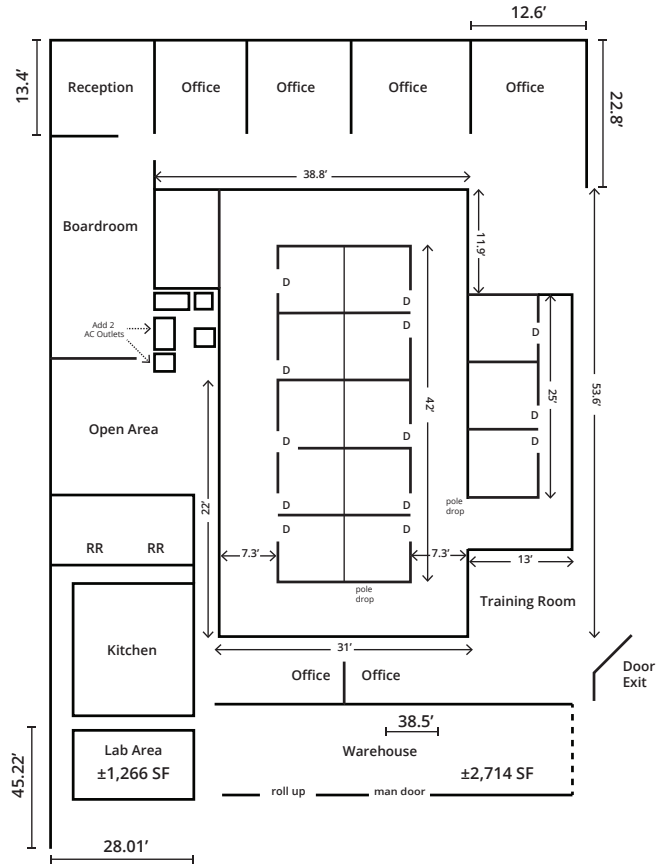 12.6’
13.4’
Reception
Office
Office
Office
Office
22.8’
38.8’
Boardroom
11.9’
D
D
D
D
Add 2
AC Outlets
D
53.6’
25’
42’
D
Open Area
D
D
D
22’
pole
drop
D
D
D
D
RR
RR
7.3’
7.3’
13’
pole
drop
Training Room
Kitchen
31’
Office
Office
Door
Exit
38.5’
Lab Area
Warehouse
±1,266 SF
±2,714 SF
45.22’
roll up
man door
28.01’